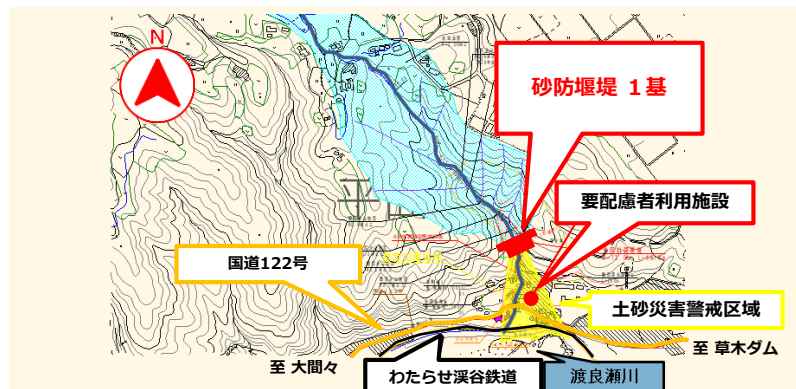 N
砂防堰堤 １基
要配慮者利用施設
国道122号
土砂災害警戒区域
至 大間々
至 草木ダム
わたらせ渓谷鉄道
渡良瀬川